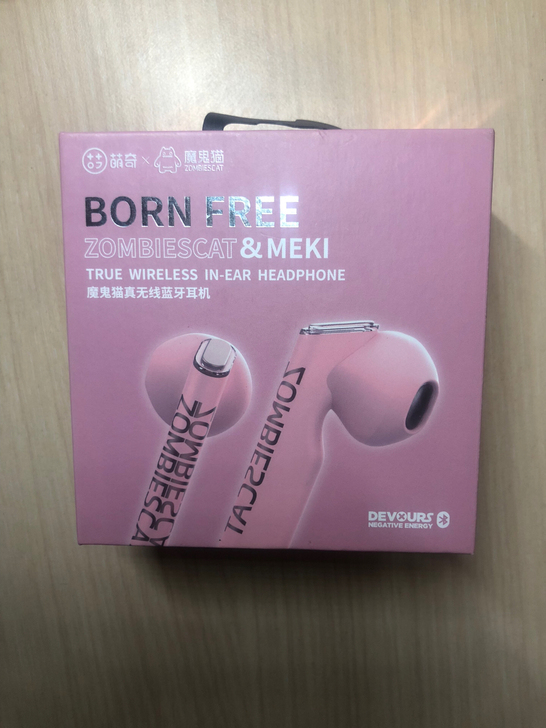 萌奇 × 魔鬼猫
ZOMBIESCAT
BORN FREE
ZOMBIESCAT & MEKI
TRUE WIRELESS IN-EAR HEADPHONE
魔鬼猫真无线蓝牙耳机
ZOMBIESCAT
ZOMBIESCAT
ZOMBIESCAT
DEVOURS
NEGATIVE ENERGY